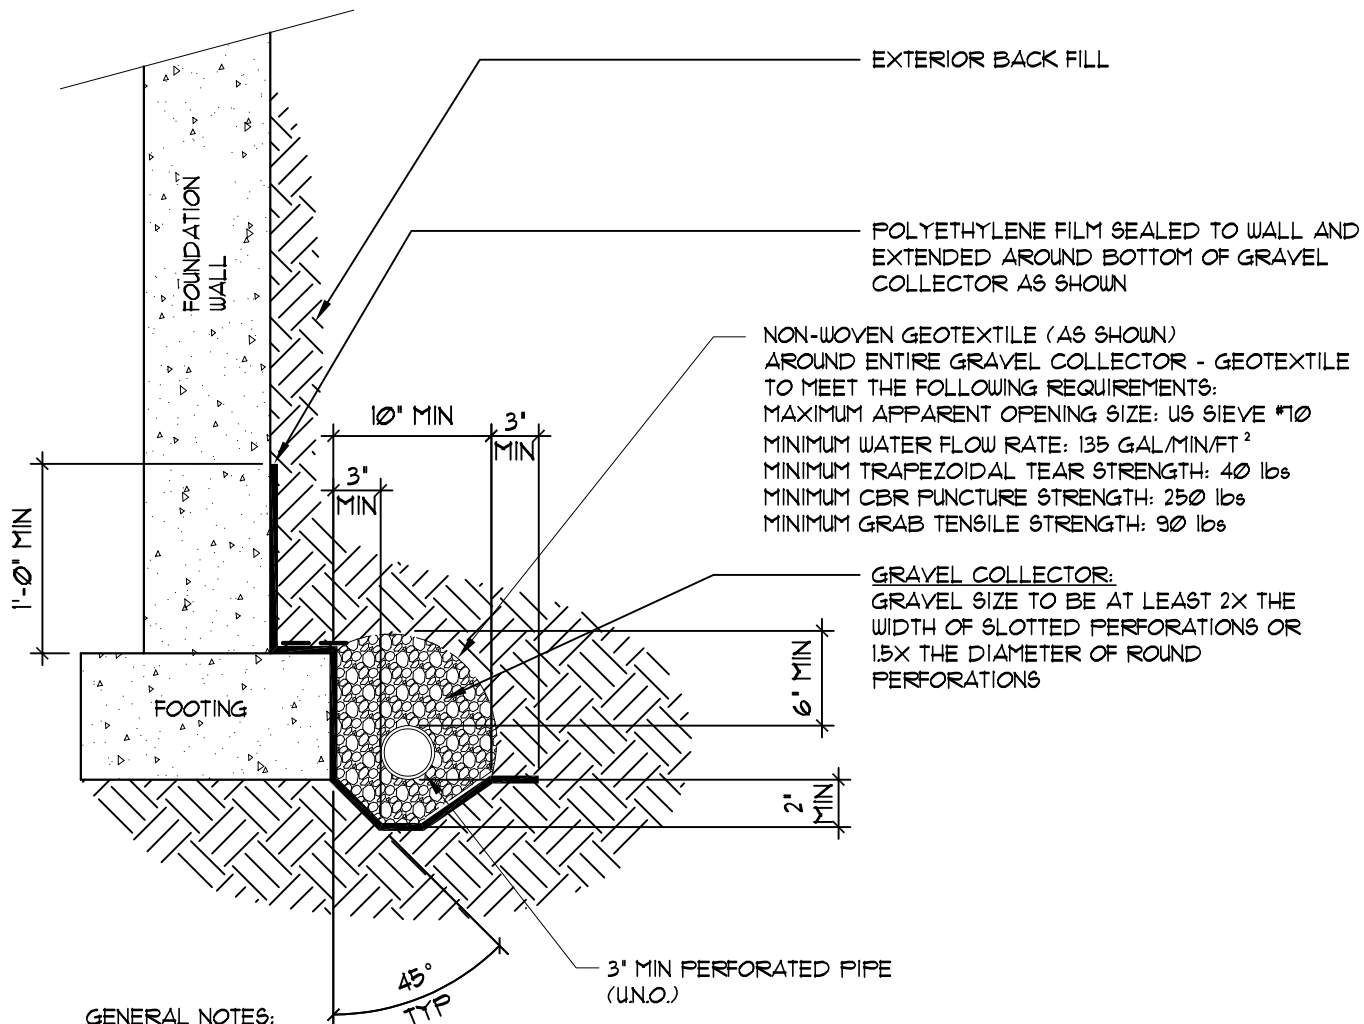 EXTERIOR BACK FILL
POLYETHYLENE FILM SEALED TO WALL AND
EXTENDED AROUND BOTTOM OF GRAVEL
COLLECTOR AS SHOWN
FOUNDATION
WALL
NON-WOVEN GEOTEXTILE (AS SHOWN)
AROUND ENTIRE GRAVEL COLLECTOR - GEOTEXTILE
TO MEET THE FOLLOWING REQUIREMENTS:
MAXIMUM APPARENT OPENING SIZE: US SIEVE #70
MINIMUM WATER FLOW RATE: 135 GAL/MIN/FT²
MINIMUM TRAPEZOIDAL TEAR STRENGTH: 40 lbs
MINIMUM CBR PUNCTURE STRENGTH: 250 lbs
MINIMUM GRAB TENSILE STRENGTH: 90 lbs
10" MIN
3"
MIN
3"
MIN
1'-0" MIN
GRAVEL COLLECTOR:
GRAVEL SIZE TO BE AT LEAST 2X THE
WIDTH OF SLOTTED PERFORATIONS OR
1.5X THE DIAMETER OF ROUND
PERFORATIONS
6" MIN
FOOTING
2"
MIN
3" MIN PERFORATED PIPE
(U.N.O.)
45°
TYP
GENERAL NOTES: